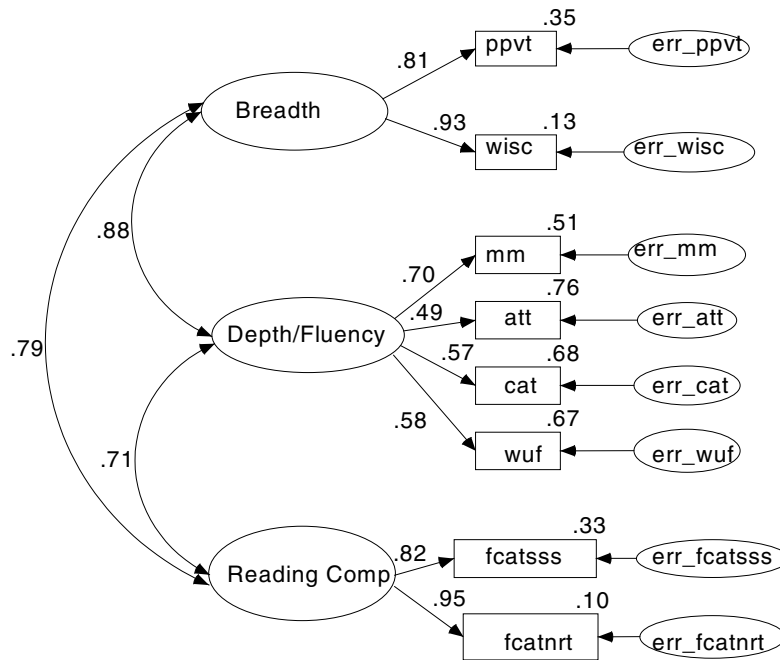 .35
ppvt
err_ppvt
.81
Breadth
.93
.13
wisc
err_wisc
.88
.51
mm
err_mm
.70
.76
.49
att
err_att
Depth/Fluency
.79
.57
.68
cat
err_cat
.58
.67
wuf
err_wuf
.71
.33
.82
fcatsss
err_fcatsss
Reading Comp
.95
.10
fcatnrt
err_fcatnrt